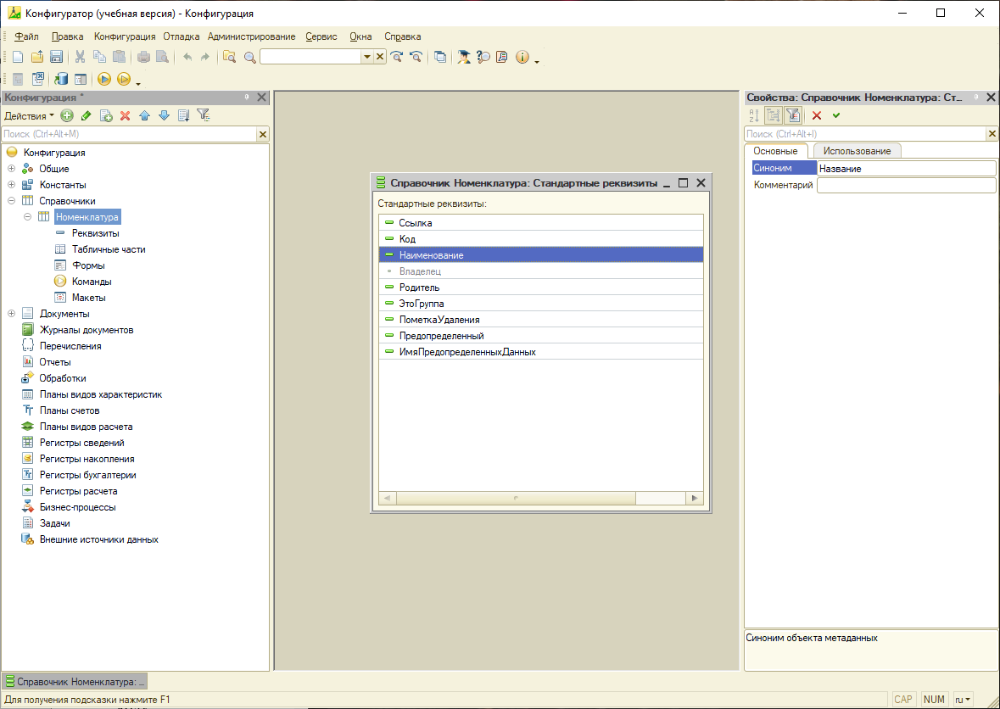 Конфигуратор (учебная версия) - Конфигурация
Файл Правка Конфигурация Отладка Администрирование Сервис Окна Справка
Конфигурация *
Действия
Поиск (Ctrl+Alt+M)
Конфигурация
Общие
Константы
Справочники
Номенклатура
Реквизиты
Табличные части
Формы
Команды
Макеты
Документы
Журналы документов
Перечисления
Отчеты
Обработки
Планы видов характеристик
Планы счетов
Планы видов расчета
Регистры сведений
Регистры накопления
Регистры бухгалтерии
Регистры расчета
Бизнес-процессы
Задачи
Внешние источники данных
Справочник Номенклатура: Стандартные реквизиты
Стандартные реквизиты:
Ссылка
Код
Наименование
Владелец
Родитель
ЭтоГруппа
ПометкаУдаления
Предопределенный
ИмяПредопределенныхДанных
Свойства: Справочник Номенклатура: Ст...
Поиск (Ctrl+Alt+I)
Основные Использование
Синоним Название
Комментарий
Синоним объекта метаданных
Справочник Номенклатура: ...
Для получения подсказки нажмите F1 CAP NUM ru